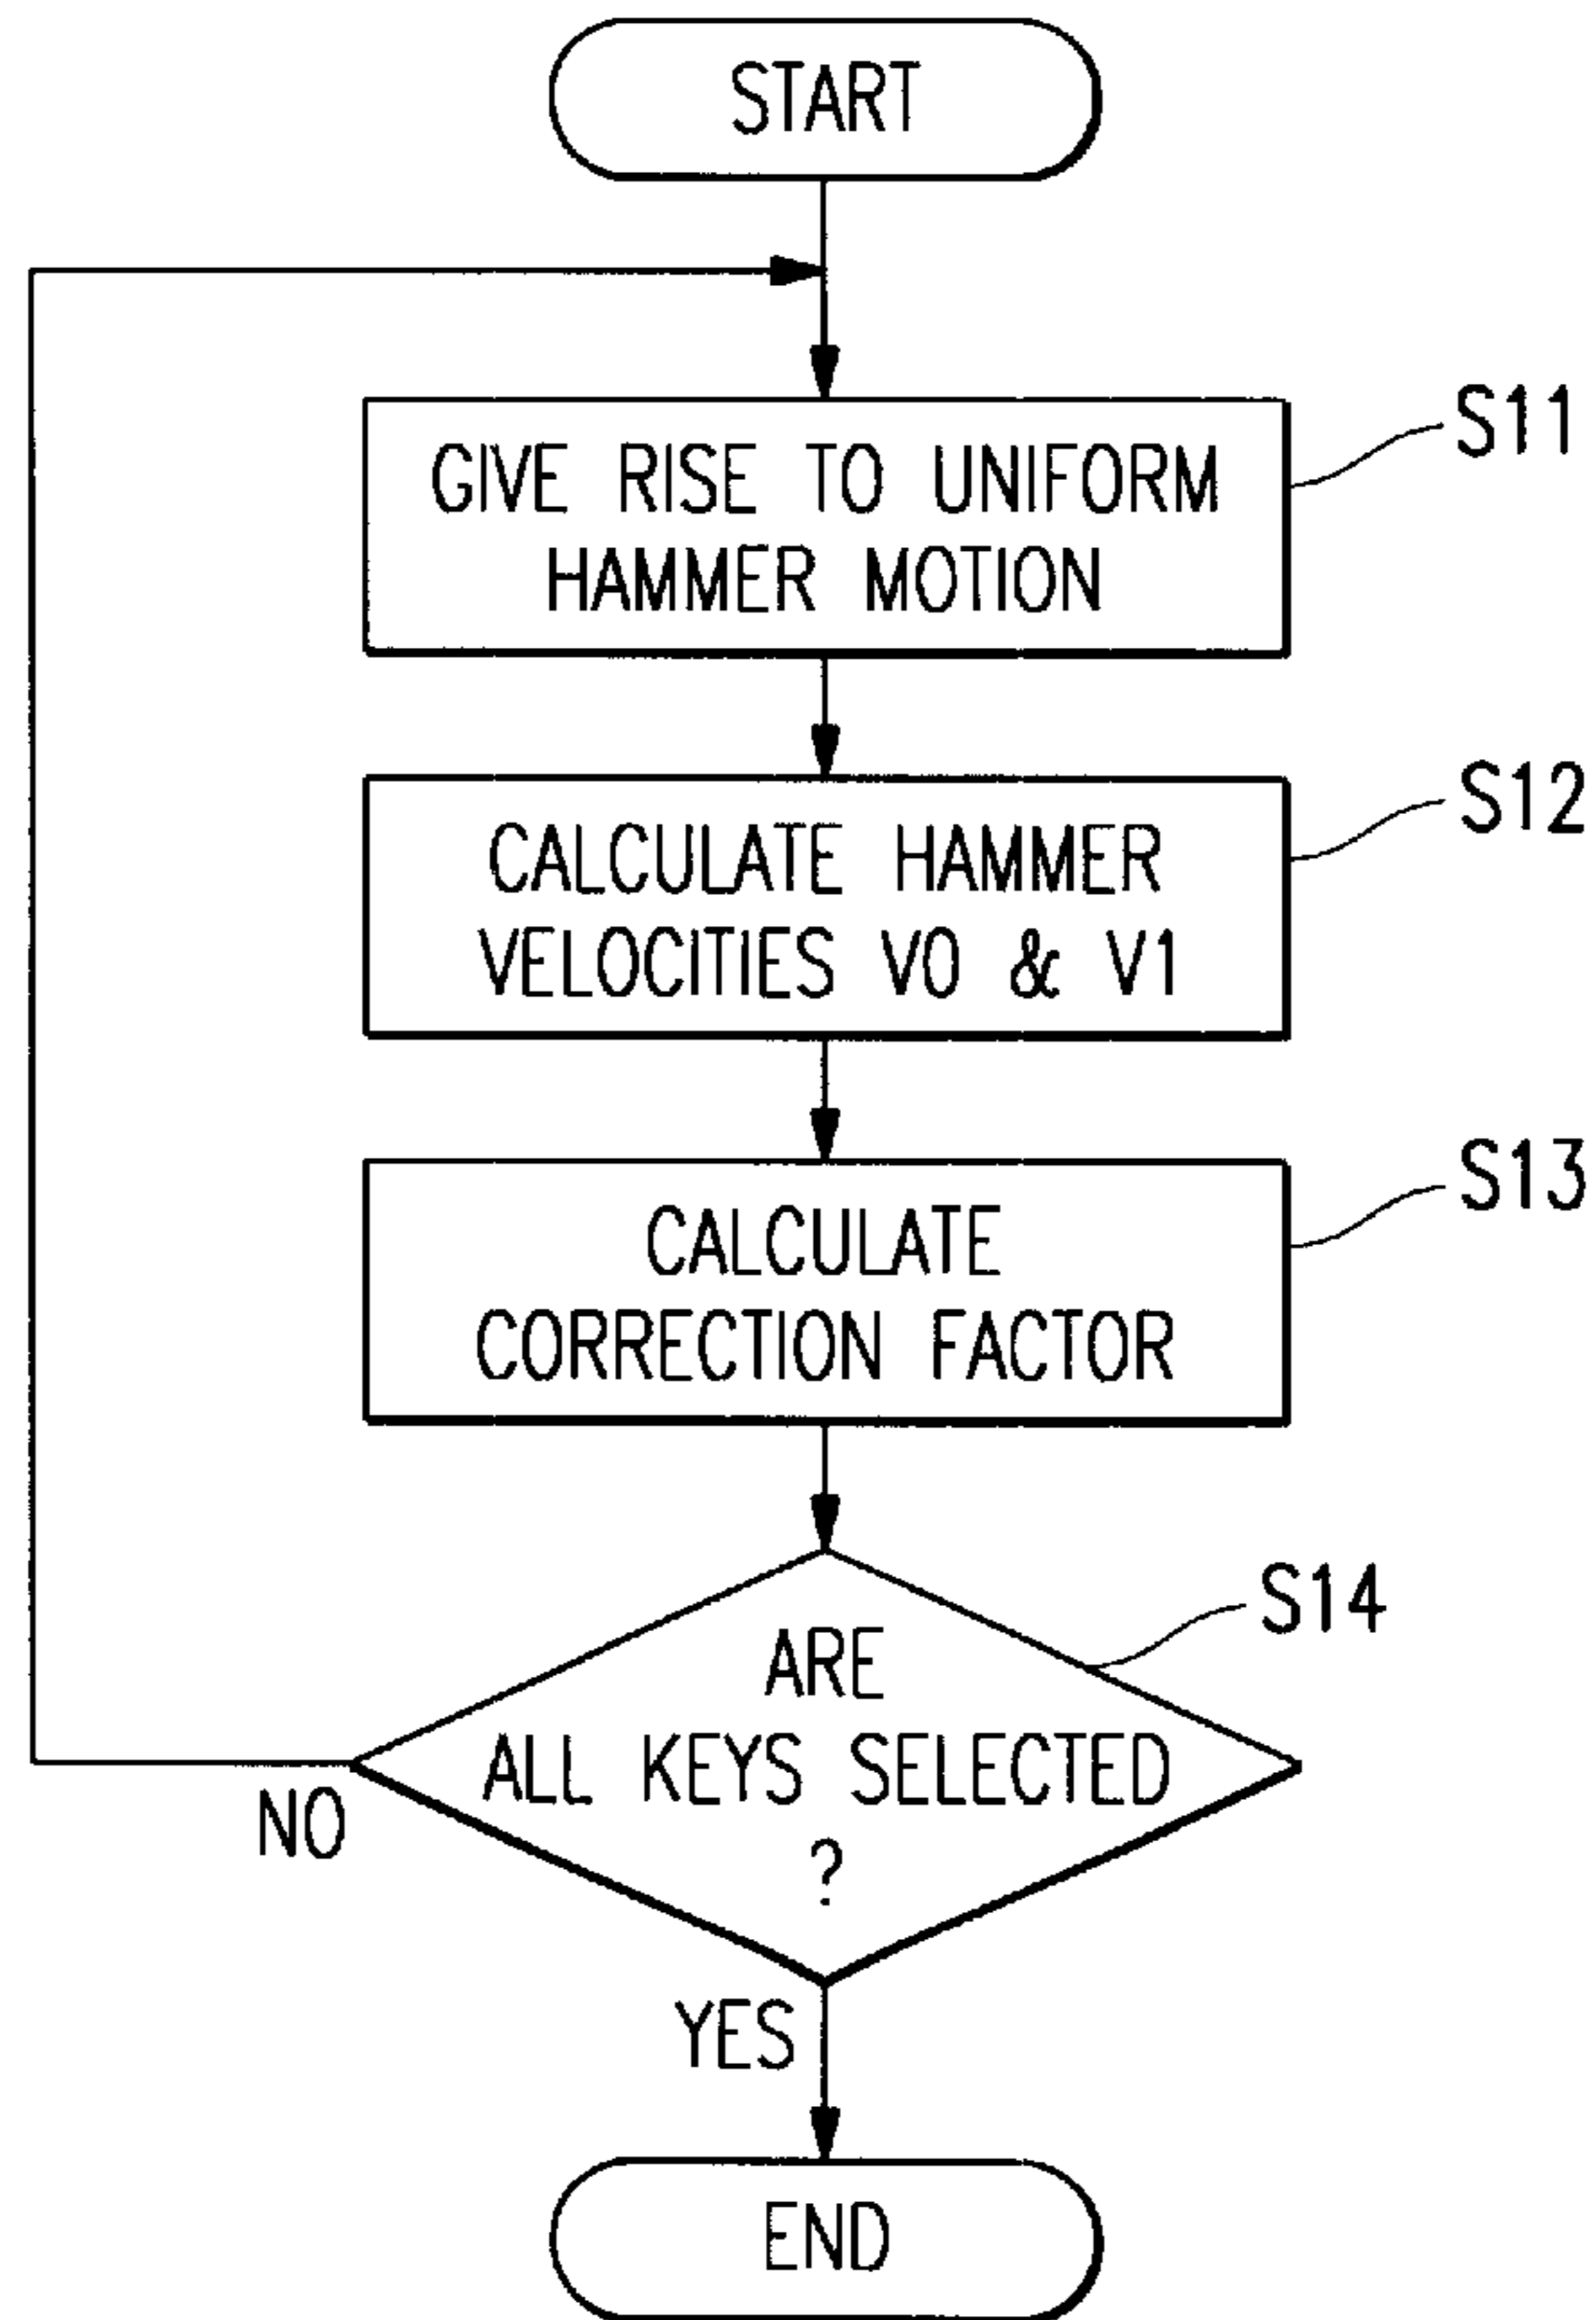 START
GIVE RISE TO UNIFORM
HAMMER MOTION
S11
CALCULATE HAMMER
VELOCITIES V0 & V1
S12
CALCULATE
CORRECTION FACTOR
S13
ARE
ALL KEYS SELECTED
?
S14
NO
YES
END